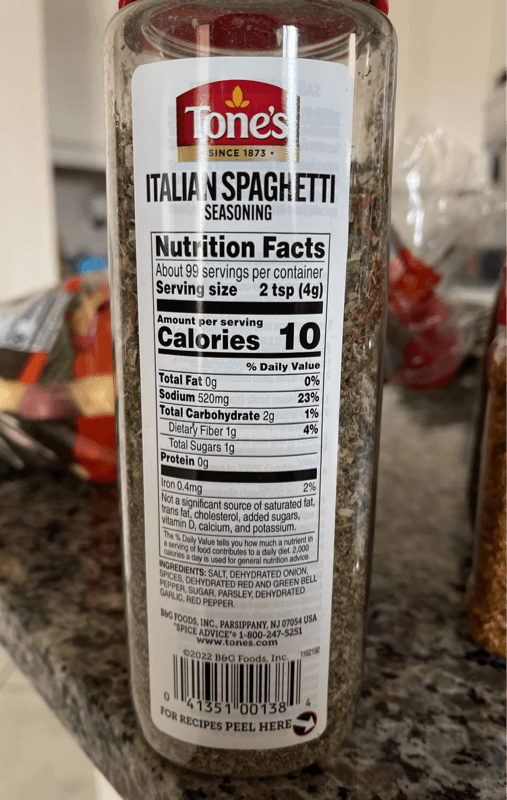 Tone's
SINCE 1873
ITALIAN SPAGHETTI
SEASONING
Nutrition Facts
About 99 servings per container
Serving size 2 tsp (4g)
Amount per serving
Calories 10
% Daily Value
Total Fat 0g 0%
Sodium 520mg 23%
Total Carbohydrate 2g 1%
Dietary Fiber 1g 4%
Total Sugars 1g
Protein 0g
Iron 0.4mg 2%
Not a significant source of saturated fat,
trans fat, cholesterol, added sugars,
vitamin D, calcium, and potassium.
The % Daily Value tells you how much a nutrient in
a serving of food contributes to a daily diet. 2,000
calories a day is used for general nutrition advice.
INGREDIENTS: SALT, DEHYDRATED ONION,
SPICES, DEHYDRATED RED AND GREEN BELL
PEPPER, SUGAR, PARSLEY, DEHYDRATED
GARLIC, RED PEPPER.
B&G FOODS, INC., PARSIPPANY, NJ 07054 USA
"SPICE ADVICE"® 1-800-247-5251
www.tones.com
©2022 B&G Foods, Inc. 1162192
0 41351 00138 4
FOR RECIPES PEEL HERE